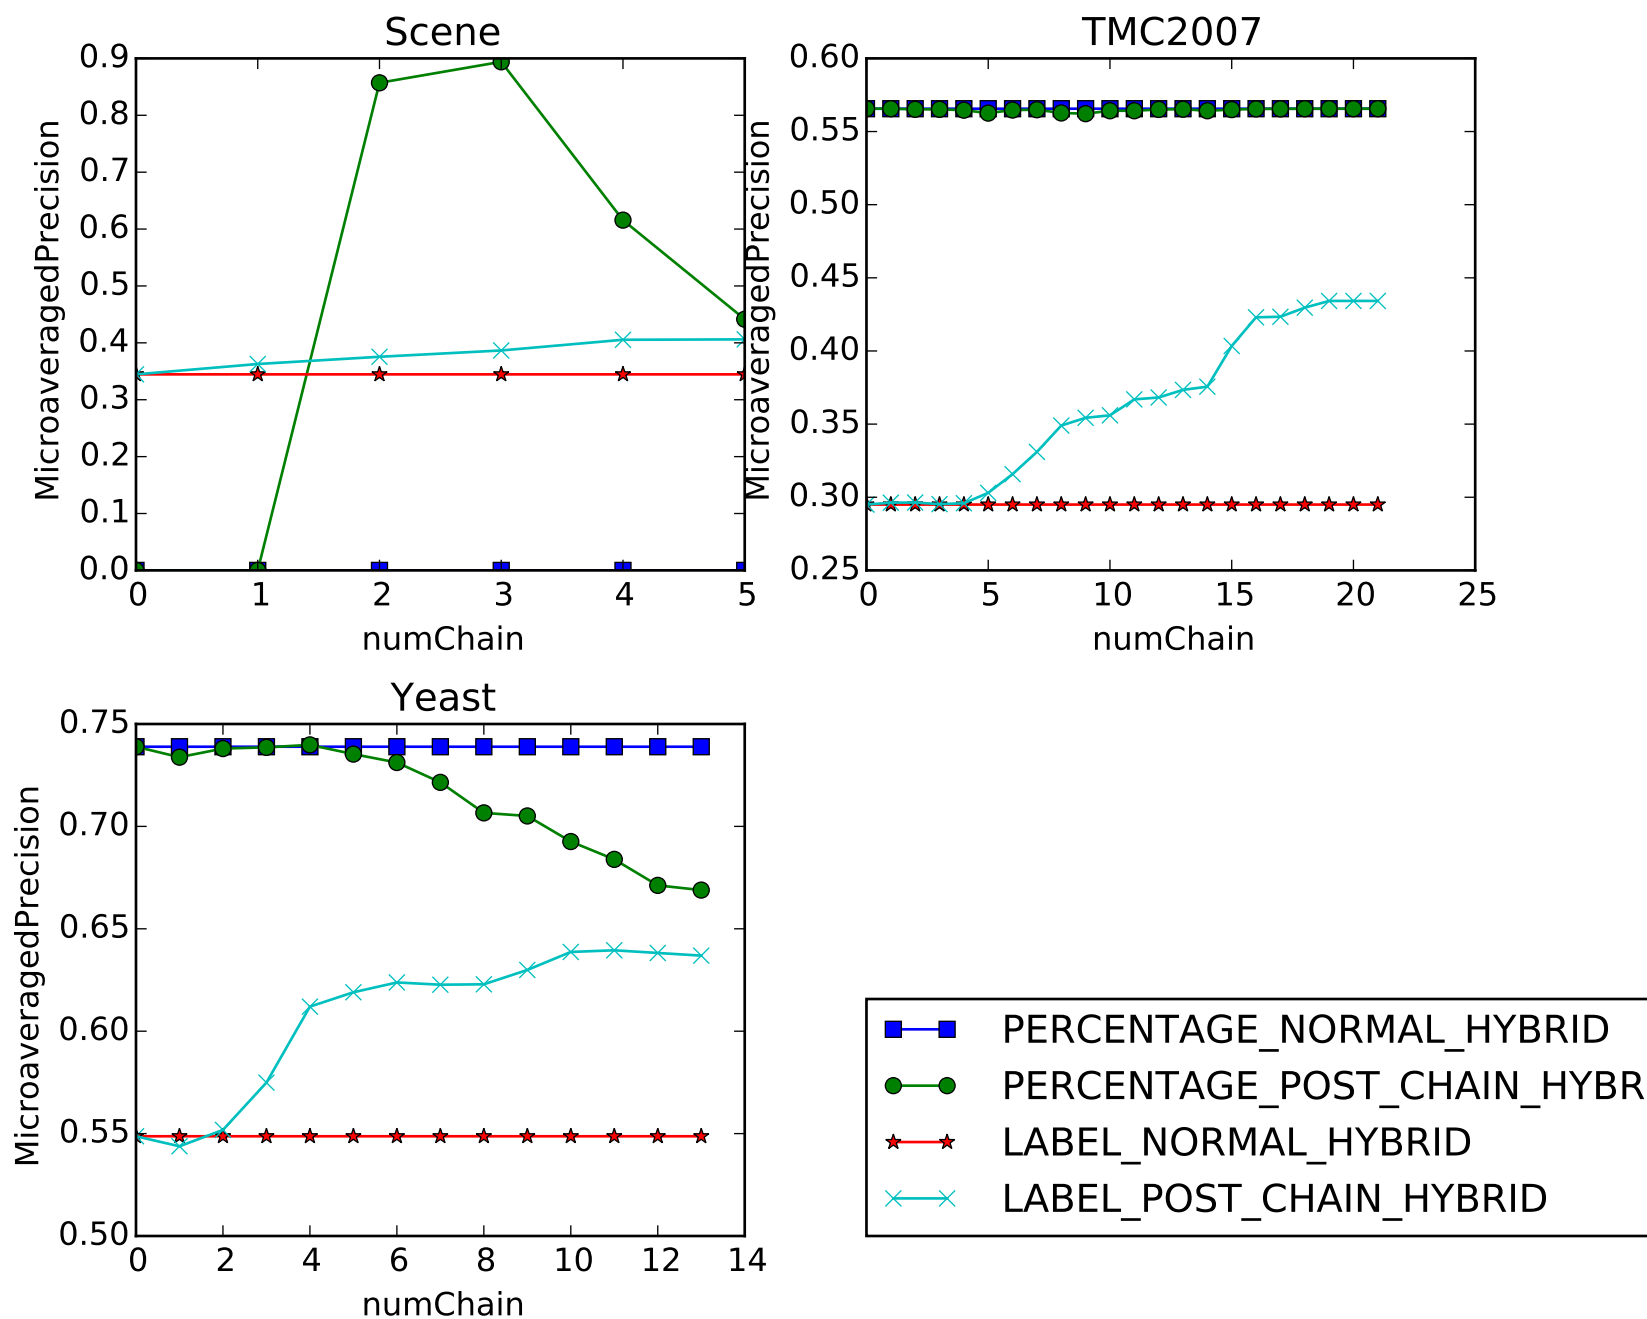 Scene
0.9
0.8
0.7
0.6
0.5
0.4
0.3
0.2
0.1
0.0
MicroaveragedPrecision
0 1 2 3 4 5
numChain
TMC2007
0.60
0.55
0.50
0.45
0.40
0.35
0.30
0.25
MicroaveragedPrecision
0 5 10 15 20 25
numChain
Yeast
0.75
0.70
0.65
0.60
0.55
0.50
MicroaveragedPrecision
0 2 4 6 8 10 12 14
numChain
PERCENTAGE_NORMAL_HYBRID
PERCENTAGE_POST_CHAIN_HYBR
LABEL_NORMAL_HYBRID
LABEL_POST_CHAIN_HYBRID